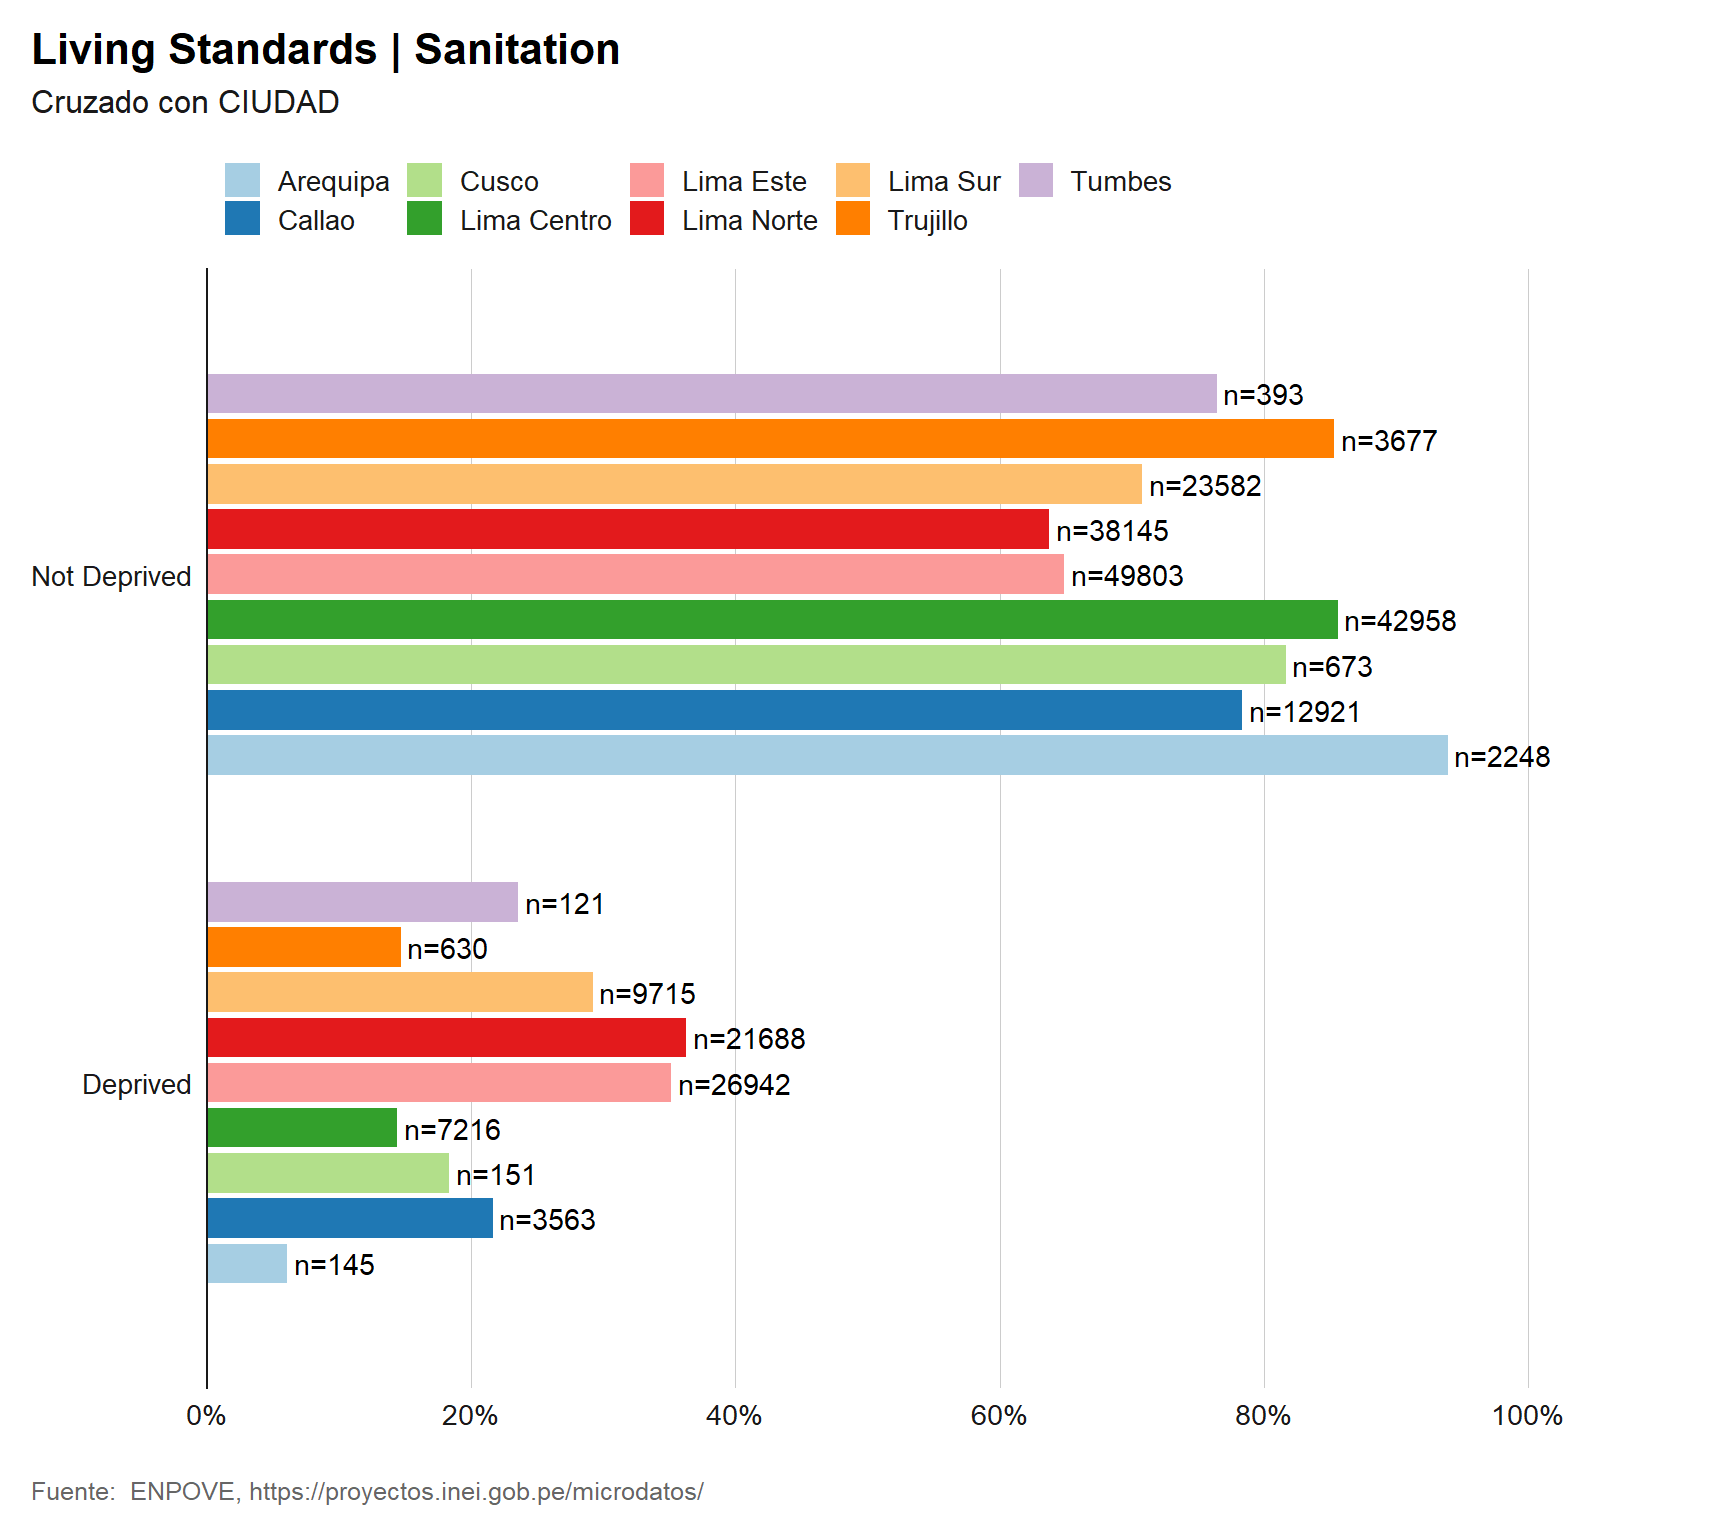 Living Standards | Sanitation
Cruzado con CIUDAD
Arequipa Cusco Lima Este Lima Sur Tumbes
Callao Lima Centro Lima Norte Trujillo
n=393
n=3677
n=23582
n=38145
Not Deprived n=49803
n=42958
n=673
n=12921
n=2248
n=121
n=630
n=9715
n=21688
Deprived n=26942
n=7216
n=151
n=3563
n=145
0% 20% 40% 60% 80% 100%
Fuente: ENPOVE, https://proyectos.inei.gob.pe/microdatos/